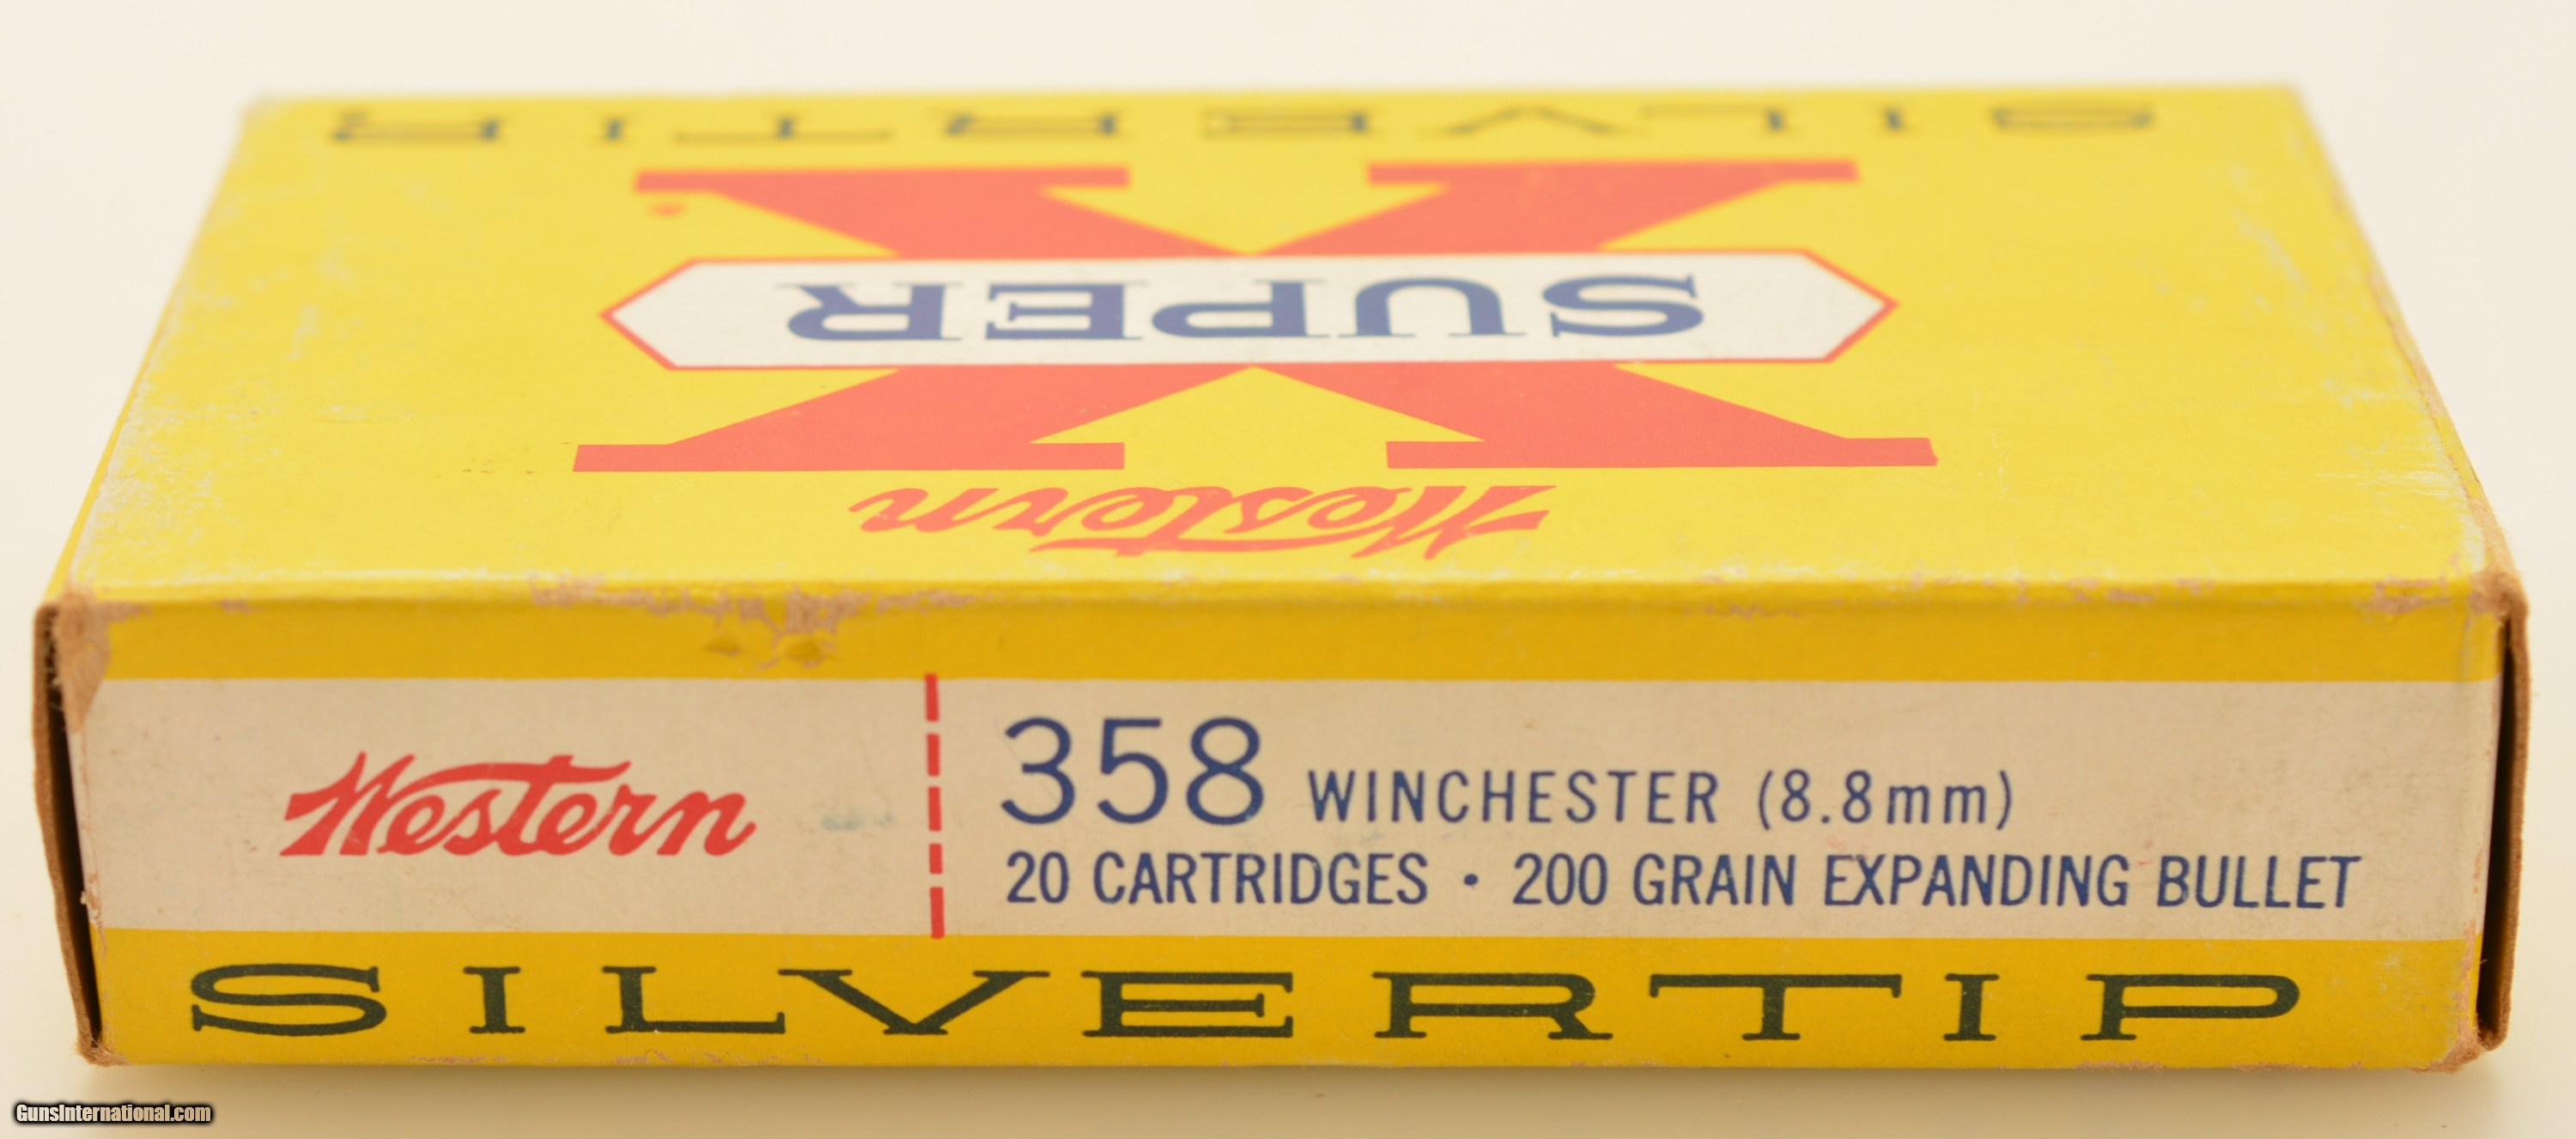 SILVERTIP
X
SUPER
Western
Western
358 WINCHESTER (8.8mm)
20 CARTRIDGES · 200 GRAIN EXPANDING BULLET
SILVERTIP
GunsInternational.com